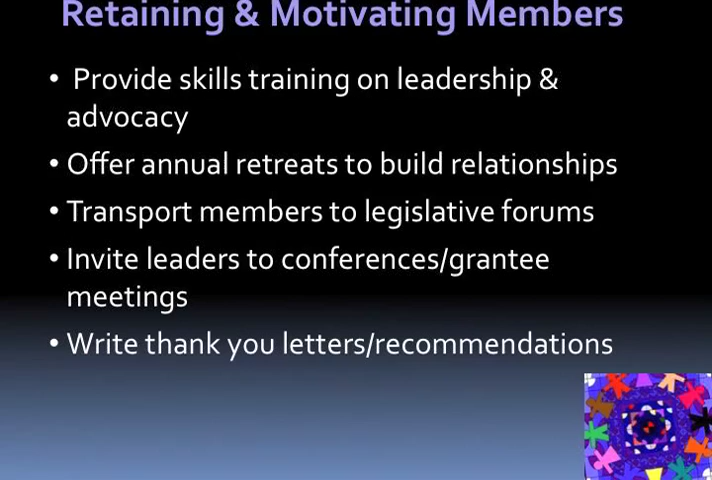 Retaining & Motivating Members
• Provide skills training on leadership &
advocacy
• Offer annual retreats to build relationships
• Transport members to legislative forums
• Invite leaders to conferences/grantee
meetings
• Write thank you letters/recommendations